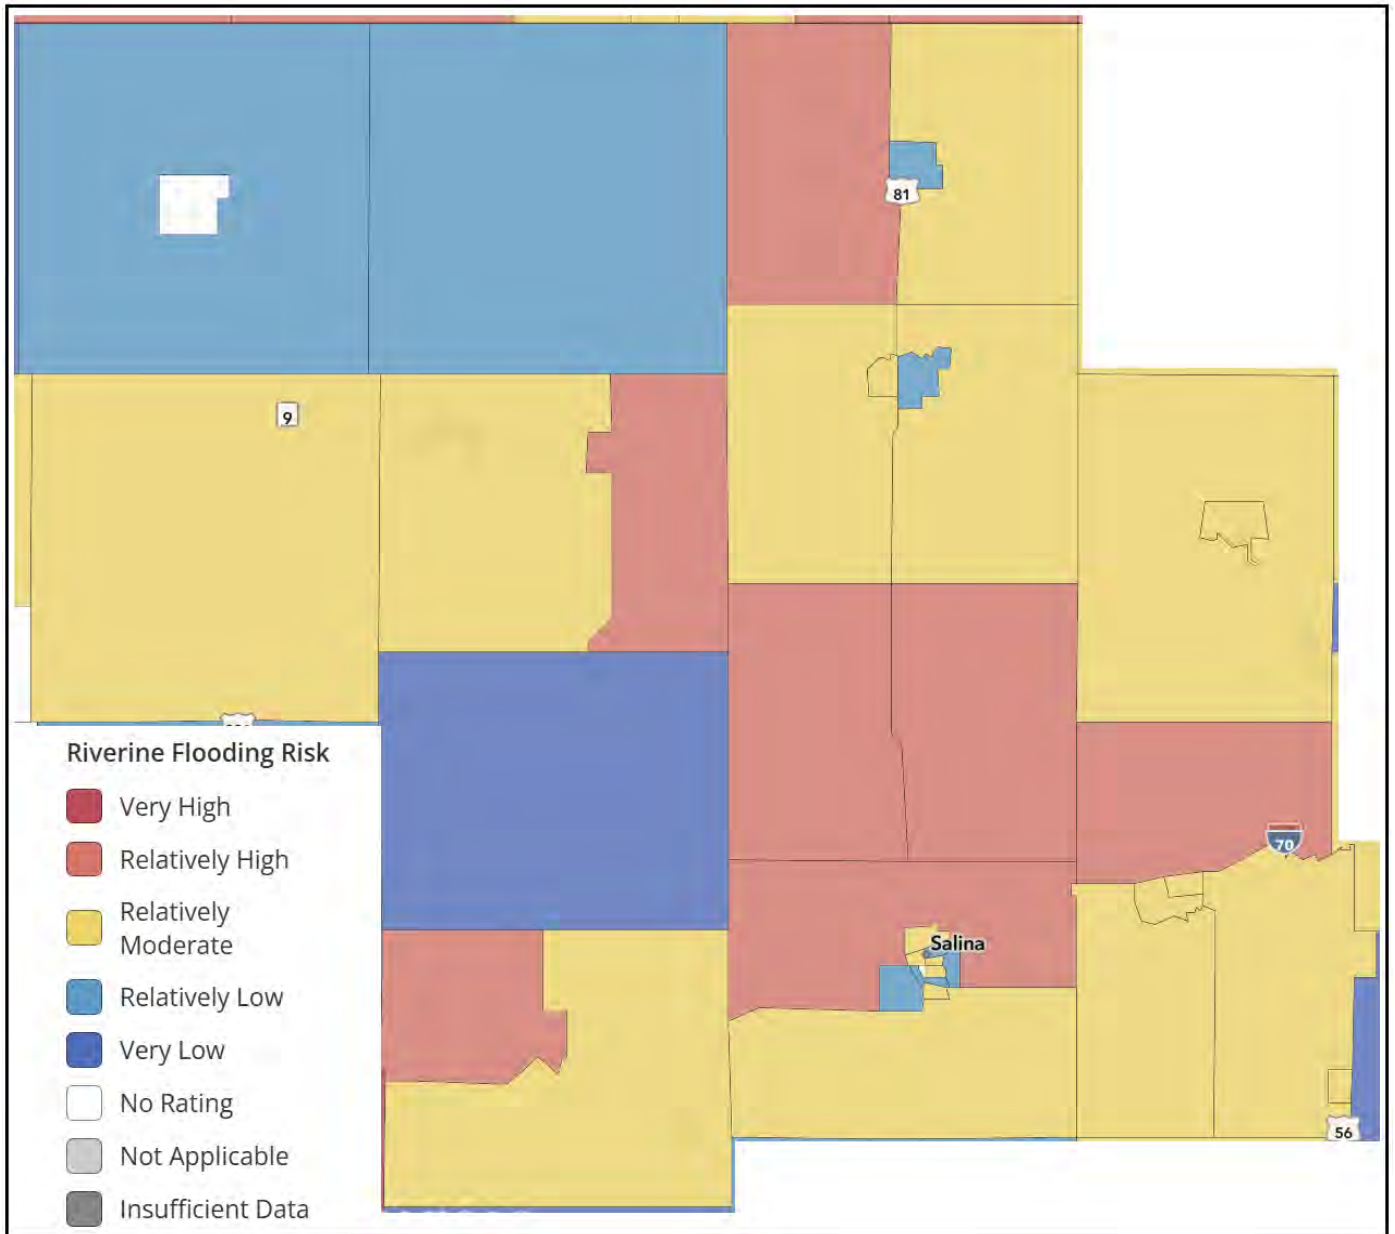 81
9
Riverine Flooding Risk
Very High
Relatively High
70
Relatively
Moderate
Salina
Relatively Low
Very Low
No Rating
56
Not Applicable
Insufficient Data